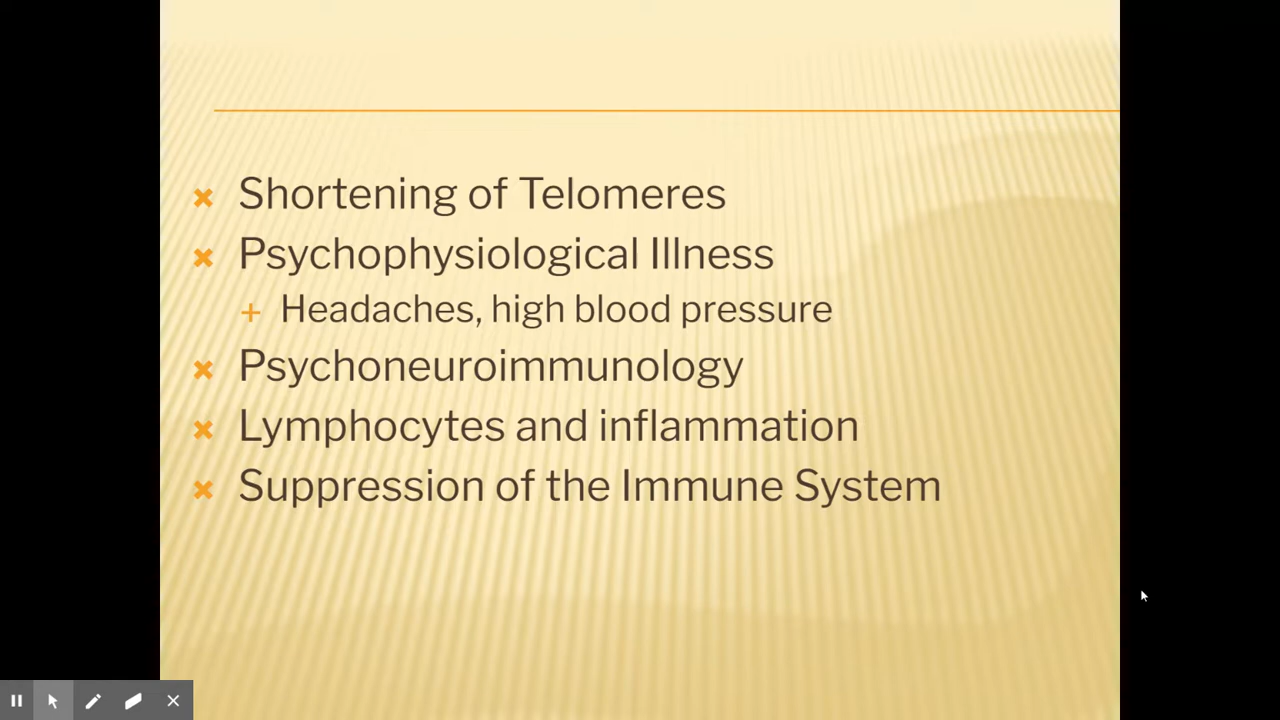 Shortening of Telomeres
Psychophysiological Illness
Headaches, high blood pressure
Psychoneuroimmunology
Lymphocytes and inflammation
Suppression of the Immune System